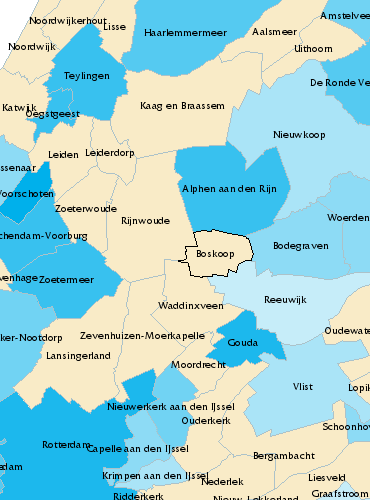 Noordwijkerhout
Lisse
Amstelvee
Haarlemmermeer
Aalsmeer
Noordwijk
Uithoorn
Teylingen
De Ronde Ve
Katwijk
Oegstgeest
Kaag en Braassem
Nieuwkoop
Leiden
Leiderdorp
ssenaar
Voorschoten
Alphen aan den Rijn
Zoeterwoude
Rijnwoude
Woerden
chendam-Voorburg
Boskoop
Bodegraven
venhage
Zoetermeer
Reeuwijk
Waddinxveen
Oudewate
ker-Nootdorp
Zevenhuizen-Moerkapelle
Gouda
Lansingerland
Moordrecht
Vlist
Lopik
Nieuwerkerk aan den IJssel
Ouderkerk
Schoonhov
Rotterdam
Capelle aan den IJssel
Bergambacht
edam
Krimpen aan den IJssel
Nederlek
Liesveld
Ridderkerk
Nieuw-Lekkerland
Graafstroom